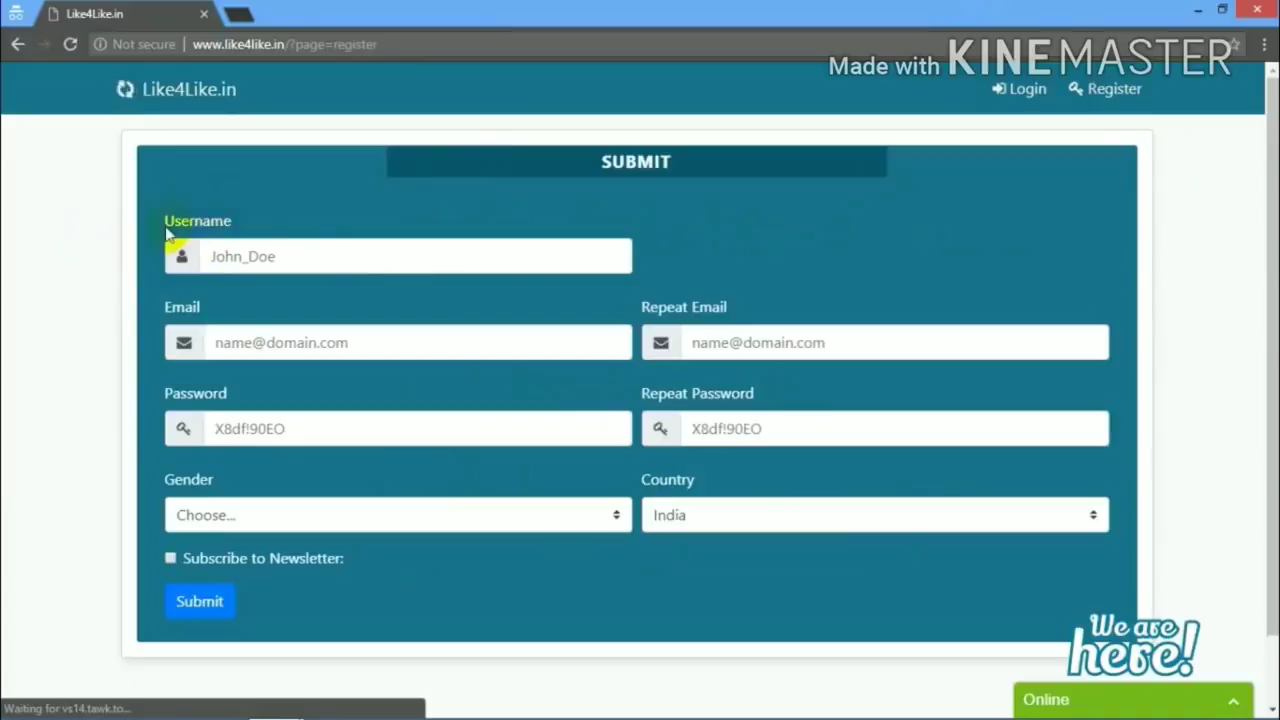 Like4Like.in
Not secure | www.like4like.in/?page=register
Made with KINEMASTER
Like4Like.in
Login
Register
SUBMIT
Username
John_Doe
Email
Repeat Email
name@domain.com
name@domain.com
Password
Repeat Password
X8df!90EO
X8df!90EO
Gender
Country
Choose...
India
Subscribe to Newsletter:
Submit
We are
here!
Online
Waiting for vs14.tawk.to...